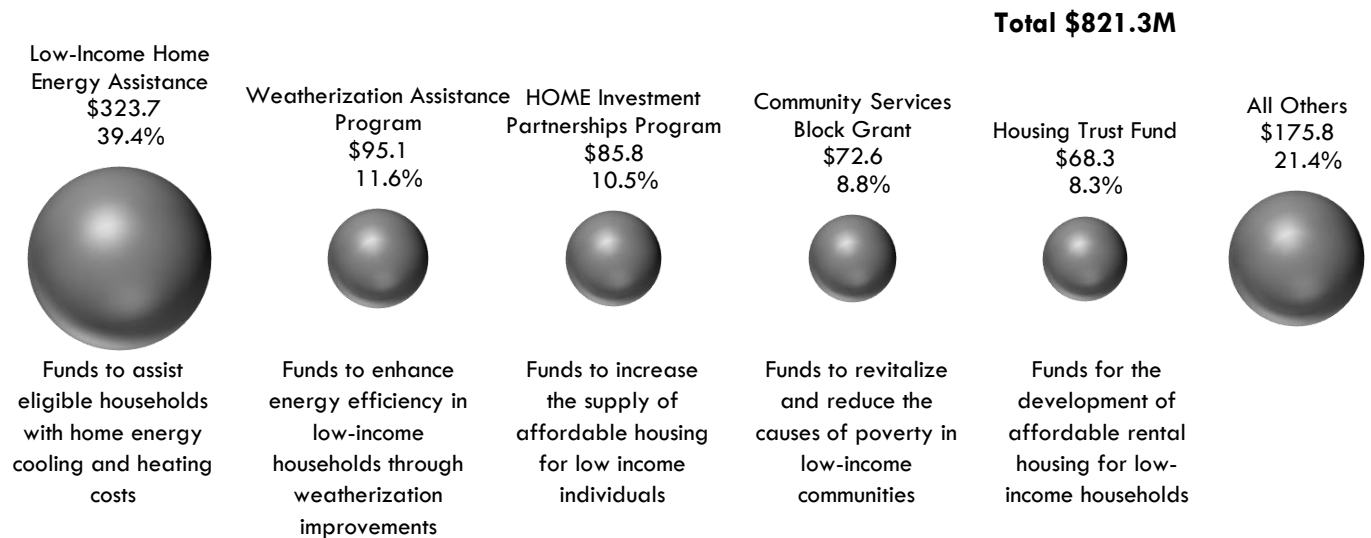 Total $821.3M
Low-Income Home
Energy Assistance
$323.7
39.4%
Weatherization Assistance
Program
$95.1
11.6%
HOME Investment
Partnerships Program
$85.8
10.5%
Community Services
Block Grant
$72.6
8.8%
Housing Trust Fund
$68.3
8.3%
All Others
$175.8
21.4%
Funds to assist
eligible households
with home energy
cooling and heating
costs
Funds to enhance
energy efficiency in
low-income
households through
weatherization
improvements
Funds to increase
the supply of
affordable housing
for low income
individuals
Funds to revitalize
and reduce the
causes of poverty in
low-income
communities
Funds for the
development of
affordable rental
housing for low-
income households